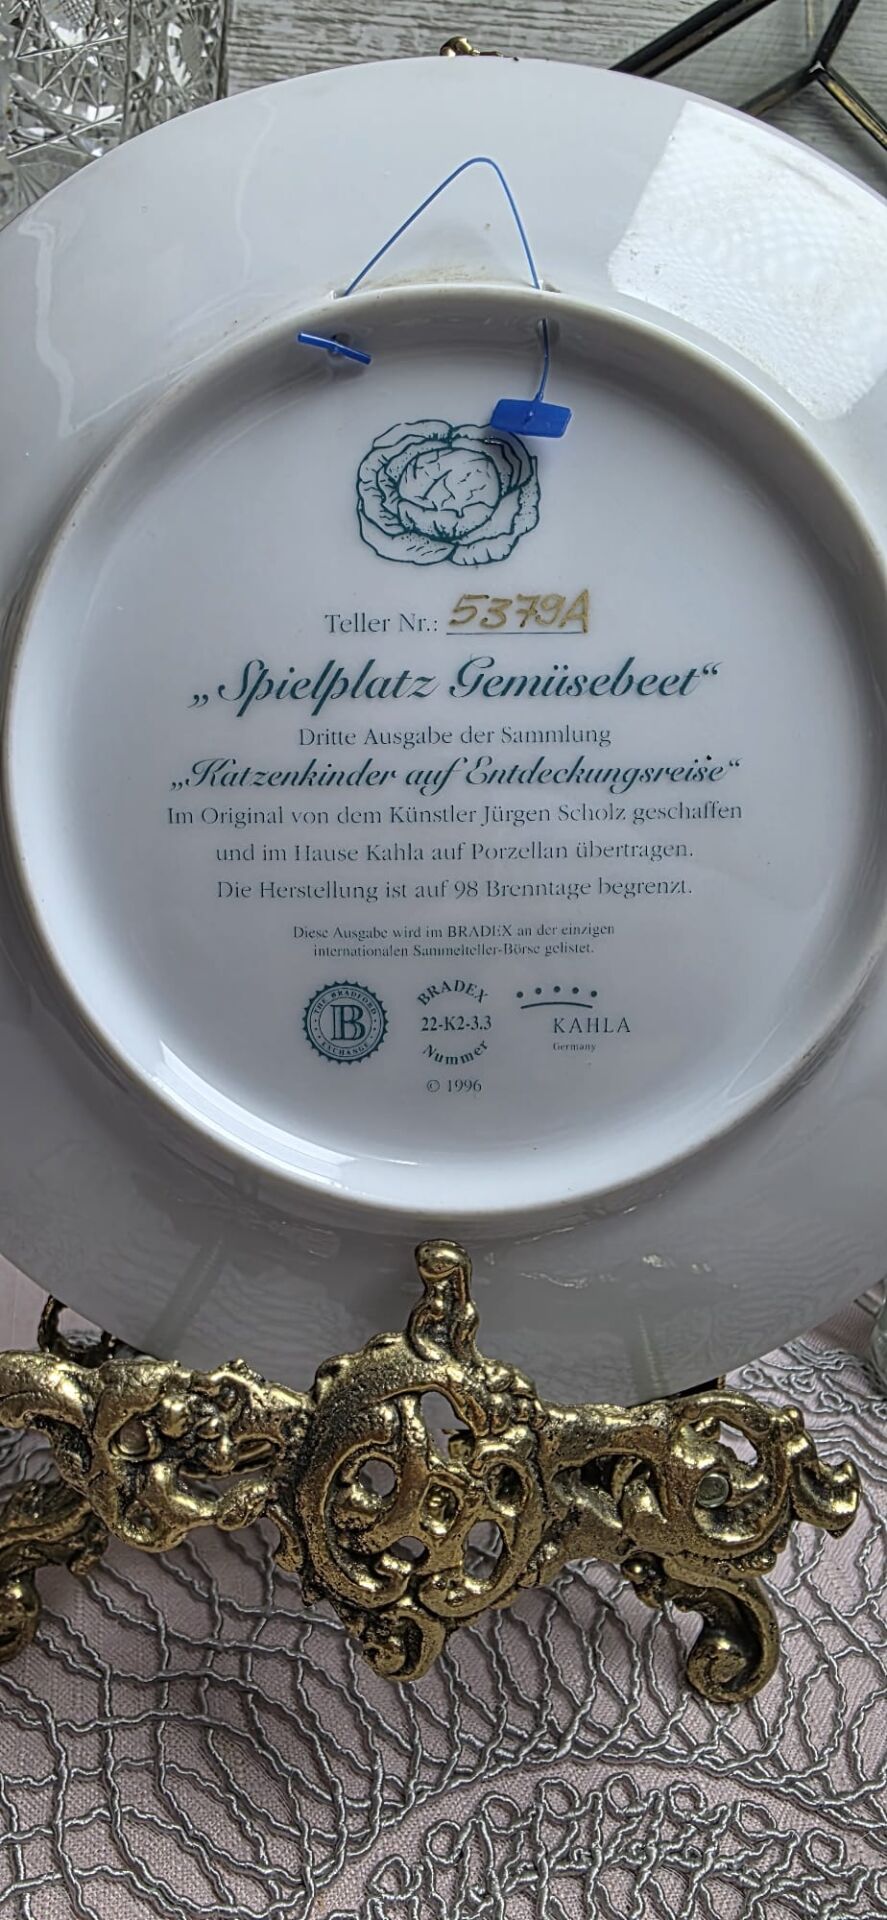 Teller Nr.: 5379A
„Spielplatz Gemüsebeet“
Dritte Ausgabe der Sammlung
„Katzenkinder auf Entdeckungsreise“
Im Original von dem Künstler Jürgen Scholz geschaffen
und im Hause Kahla auf Porzellan übertragen.
Die Herstellung ist auf 98 Brenntage begrenzt.
Diese Ausgabe wird im BRADEX an der einzigen
internationalen Sammelteller-Börse gelistet.
THE BRADFORD
B
EXCHANGE
BRADEX
22-K2-3.3
Nummer
KAHLA
Germany
© 1996